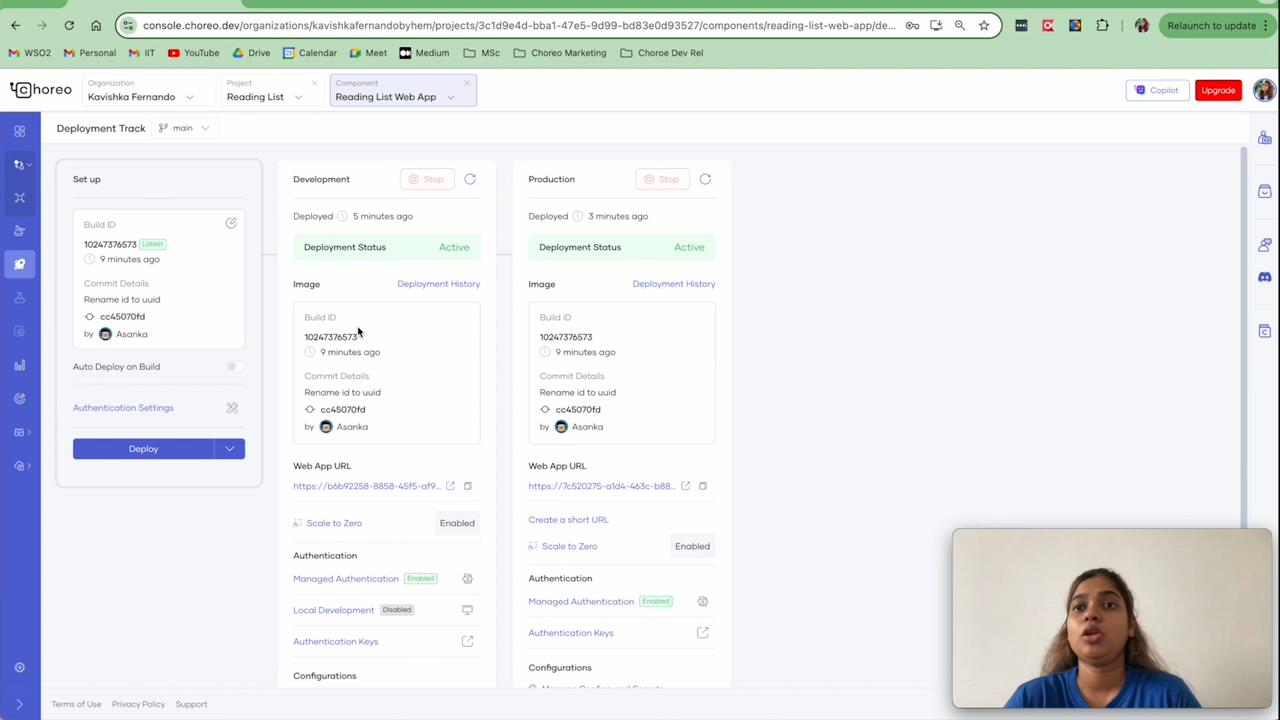 console.choreo.dev/organizations/kavishkafernandobyhem/projects/3c1d9e4d-bba1-47e5-9d99-bd83e0d93527/components/reading-list-web-app/de...
Relaunch to update
WSO2
Personal
IIT
YouTube
Drive
Calendar
Meet
Medium
MSc
Choreo Marketing
Choroe Dev Rel
Choreo
Organization
Kavishka Fernando
Project
Reading List
Component
Reading List Web App
Copilot
Upgrade
Deployment Track
main
Set up
Build ID
10247376573 Latest
9 minutes ago
Commit Details
Rename id to uuid
cc45070fd
by Asanka
Auto Deploy on Build
Authentication Settings
Deploy
Development
Stop
Deployed 5 minutes ago
Deployment Status Active
Image Deployment History
Build ID
10247376573
9 minutes ago
Commit Details
Rename id to uuid
cc45070fd
by Asanka
Web App URL
https://b6b92258-8858-45f5-af9...
Scale to Zero Enabled
Authentication
Managed Authentication Enabled
Local Development Disabled
Authentication Keys
Configurations
Production
Stop
Deployed 3 minutes ago
Deployment Status Active
Image Deployment History
Build ID
10247376573
9 minutes ago
Commit Details
Rename id to uuid
cc45070fd
by Asanka
Web App URL
https://7c520275-a1d4-463c-b88...
Create a short URL
Scale to Zero Enabled
Authentication
Managed Authentication Enabled
Authentication Keys
Configurations
Terms of Use
Privacy Policy
Support